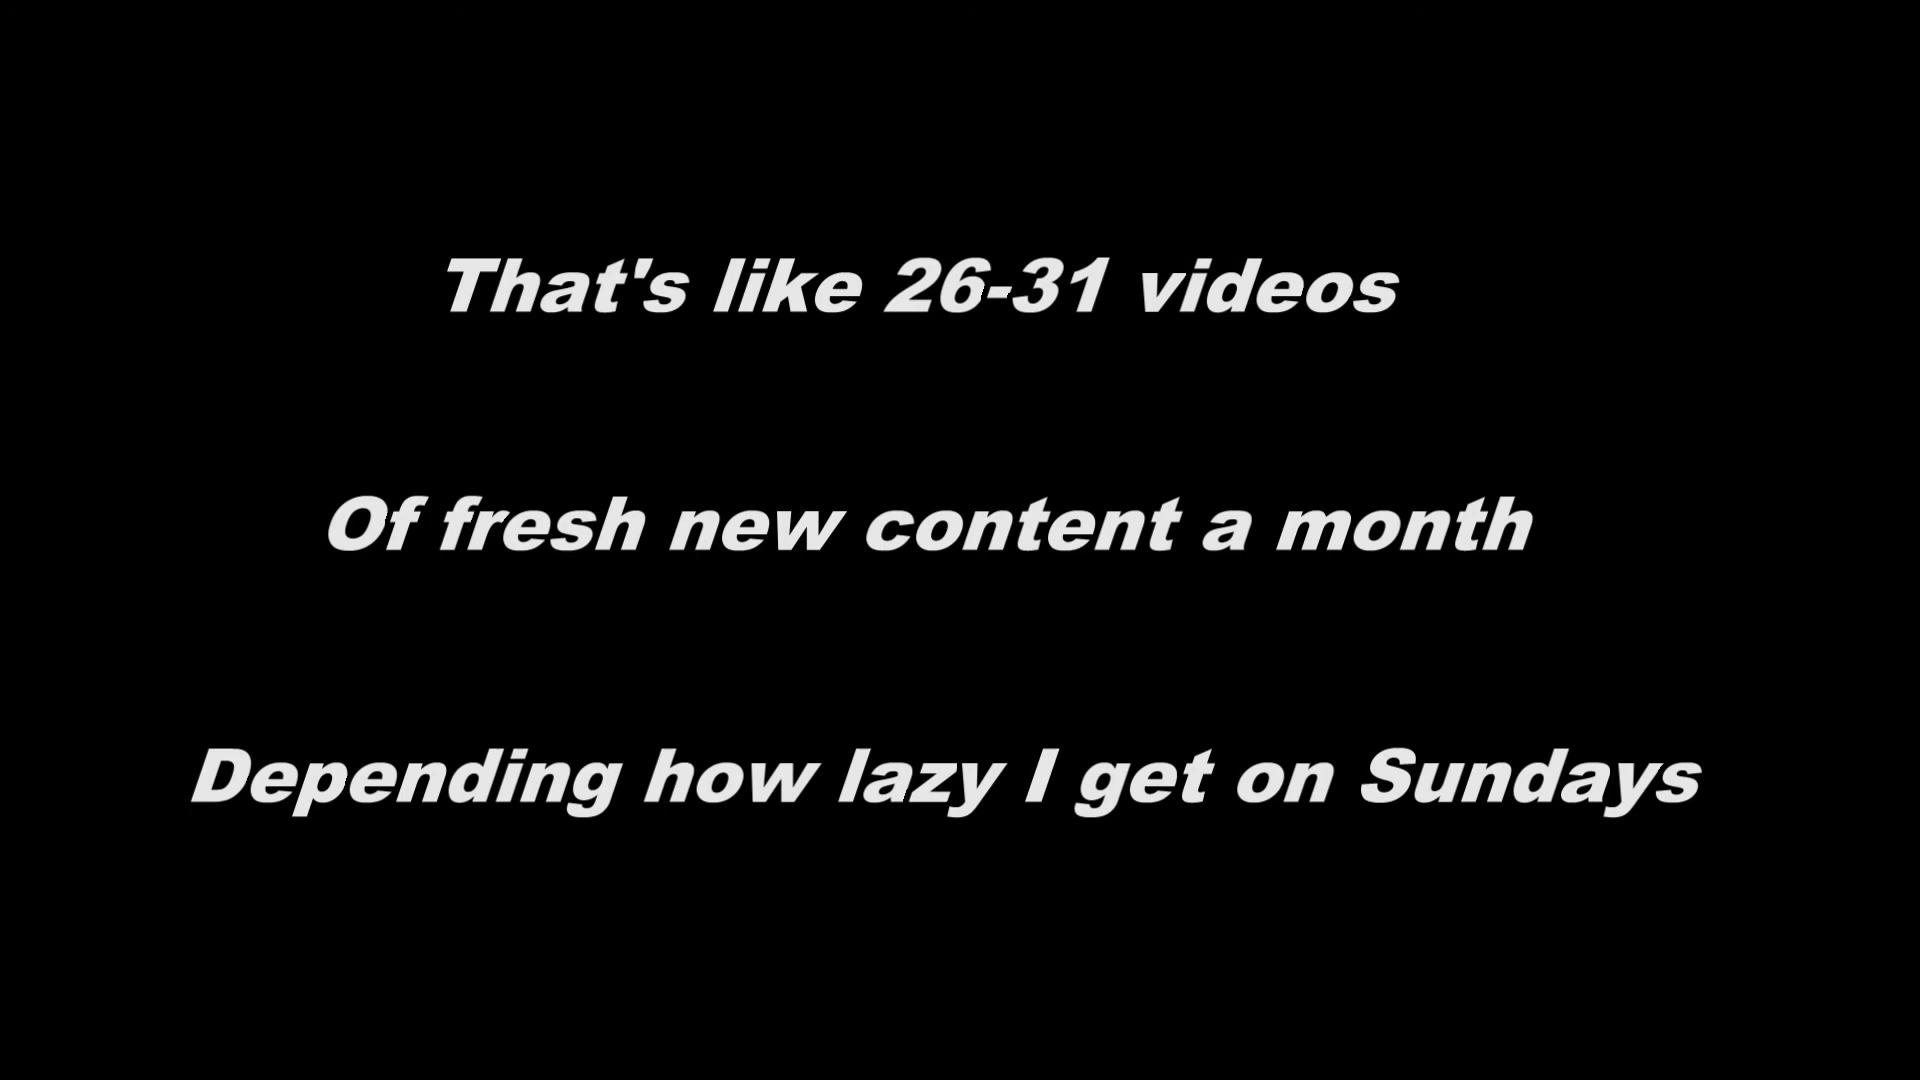 That's like 26-31 videos
Of fresh new content a month
Depending how lazy I get on Sundays